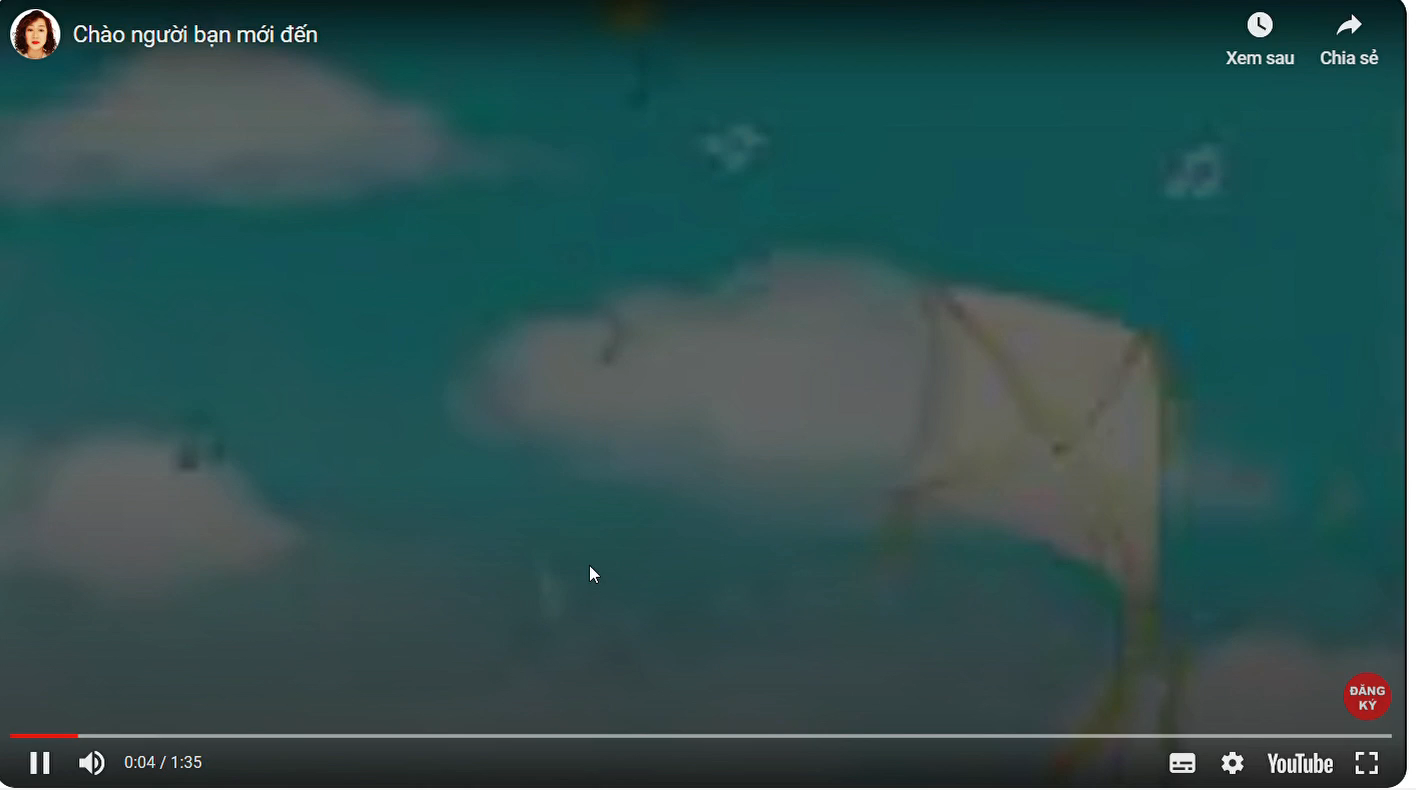 Chào người bạn mới đến
Xem sau
Chia sẻ
ĐĂNG
KÝ
0:04 / 1:35
YouTube